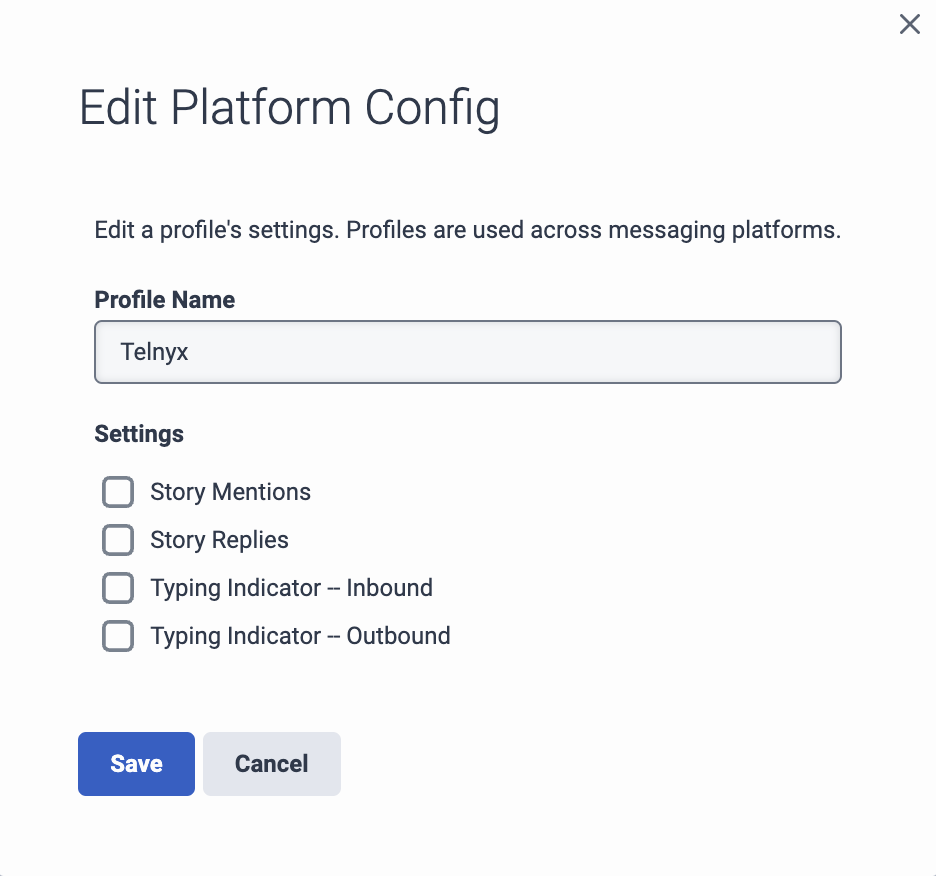 Edit Platform Config
Edit a profile's settings. Profiles are used across messaging platforms.
Profile Name
Telnyx
Settings
Story Mentions
Story Replies
Typing Indicator -- Inbound
Typing Indicator -- Outbound
Save Cancel